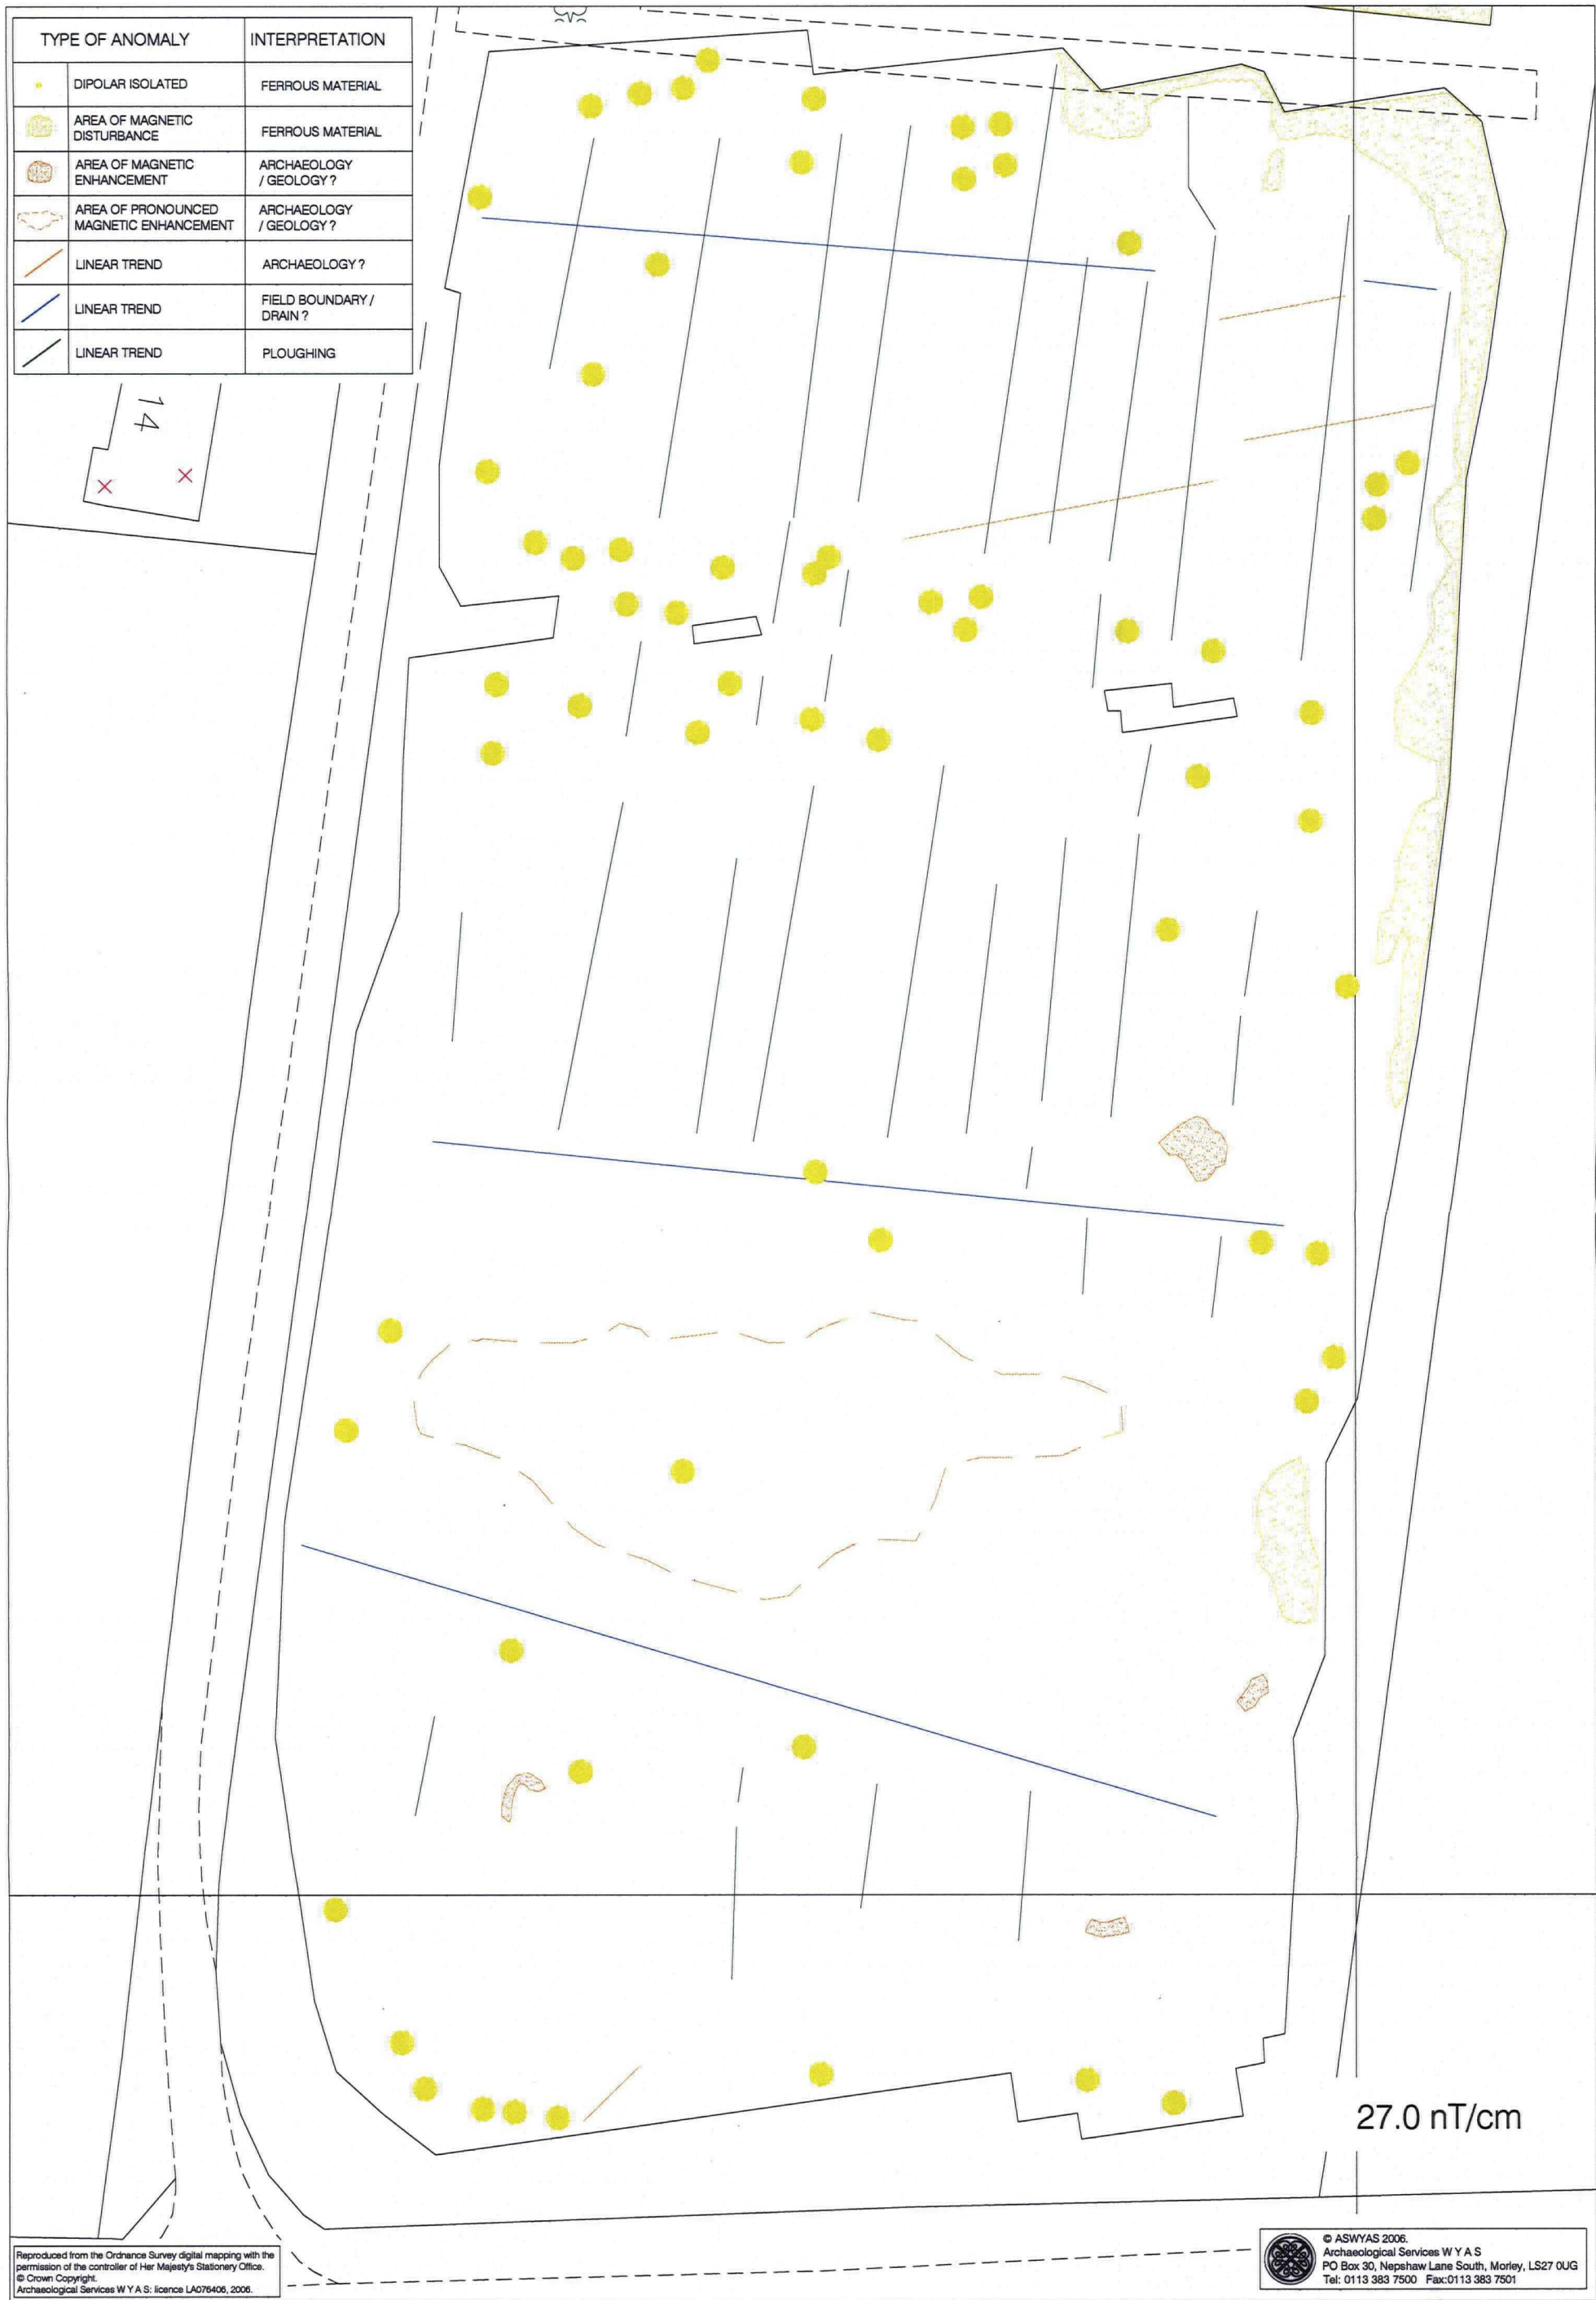 TYPE OF ANOMALY INTERPRETATION
DIPOLAR ISOLATED FERROUS MATERIAL
AREA OF MAGNETIC
DISTURBANCE
FERROUS MATERIAL
AREA OF MAGNETIC
ENHANCEMENT
ARCHAEOLOGY
/ GEOLOGY ?
AREA OF PRONOUNCED
MAGNETIC ENHANCEMENT
ARCHAEOLOGY
/ GEOLOGY ?
LINEAR TREND ARCHAEOLOGY ?
LINEAR TREND FIELD BOUNDARY /
DRAIN ?
LINEAR TREND PLOUGHING
14
27.0 nT/cm
Reproduced from the Ordnance Survey digital mapping with the
permission of the controller of Her Majesty's Stationery Office.
© Crown Copyright.
Archaeological Services W Y A S: licence LA076406, 2006.
© ASWYAS 2006.
Archaeological Services W Y A S
PO Box 30, Nepshaw Lane South, Morley, LS27 0UG
Tel: 0113 383 7500 Fax:0113 383 7501